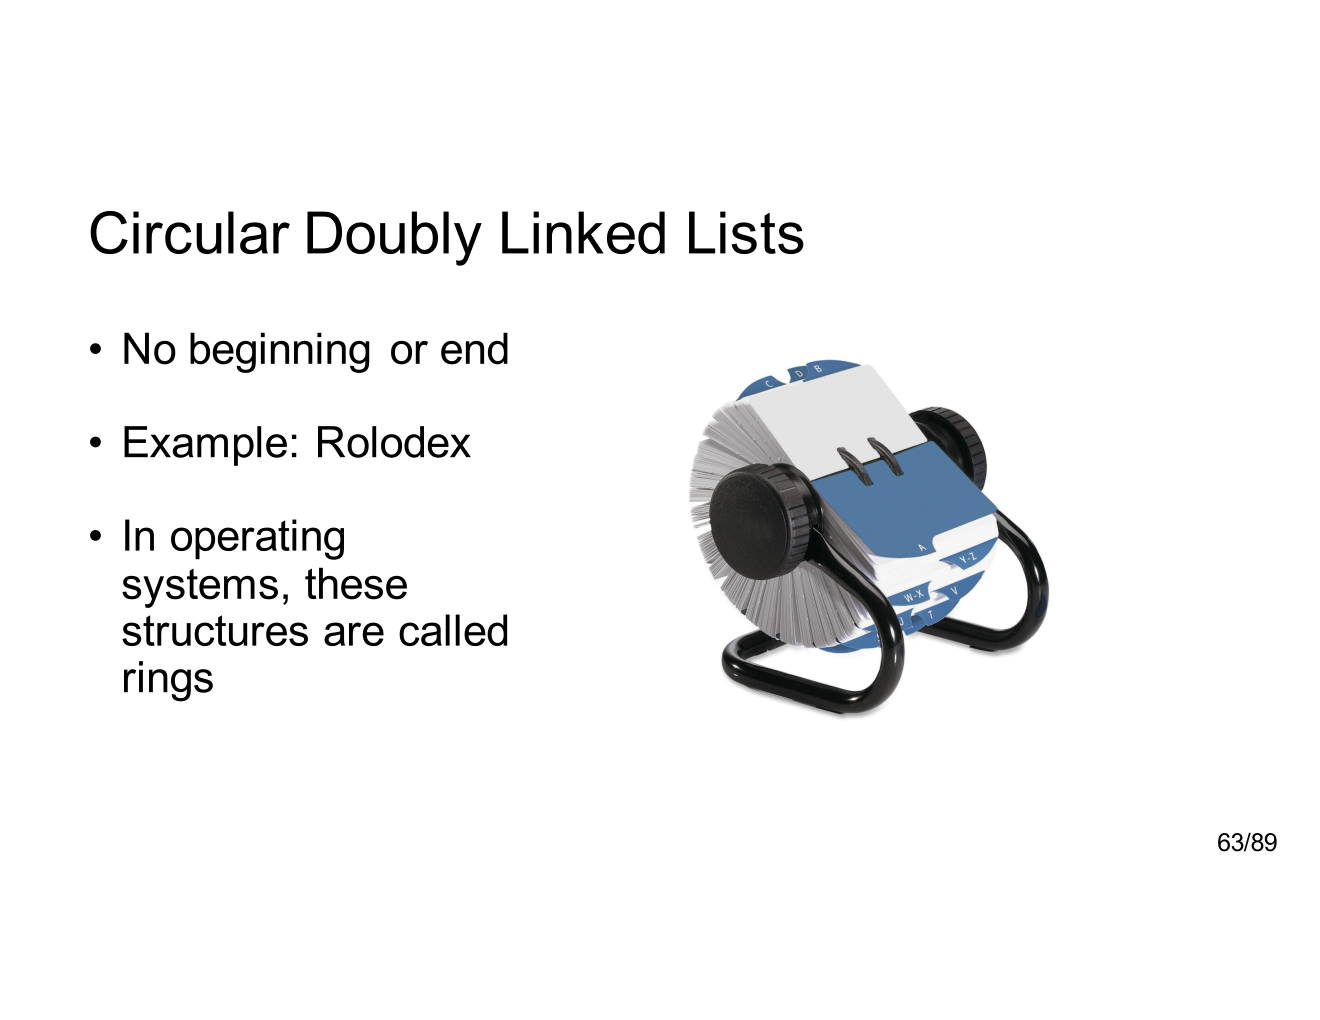 Circular Doubly Linked Lists
• No beginning or end
• Example: Rolodex
• In operating
systems, these
structures are called
rings
C D B
A
Y-Z
W-X V
U T
63/89